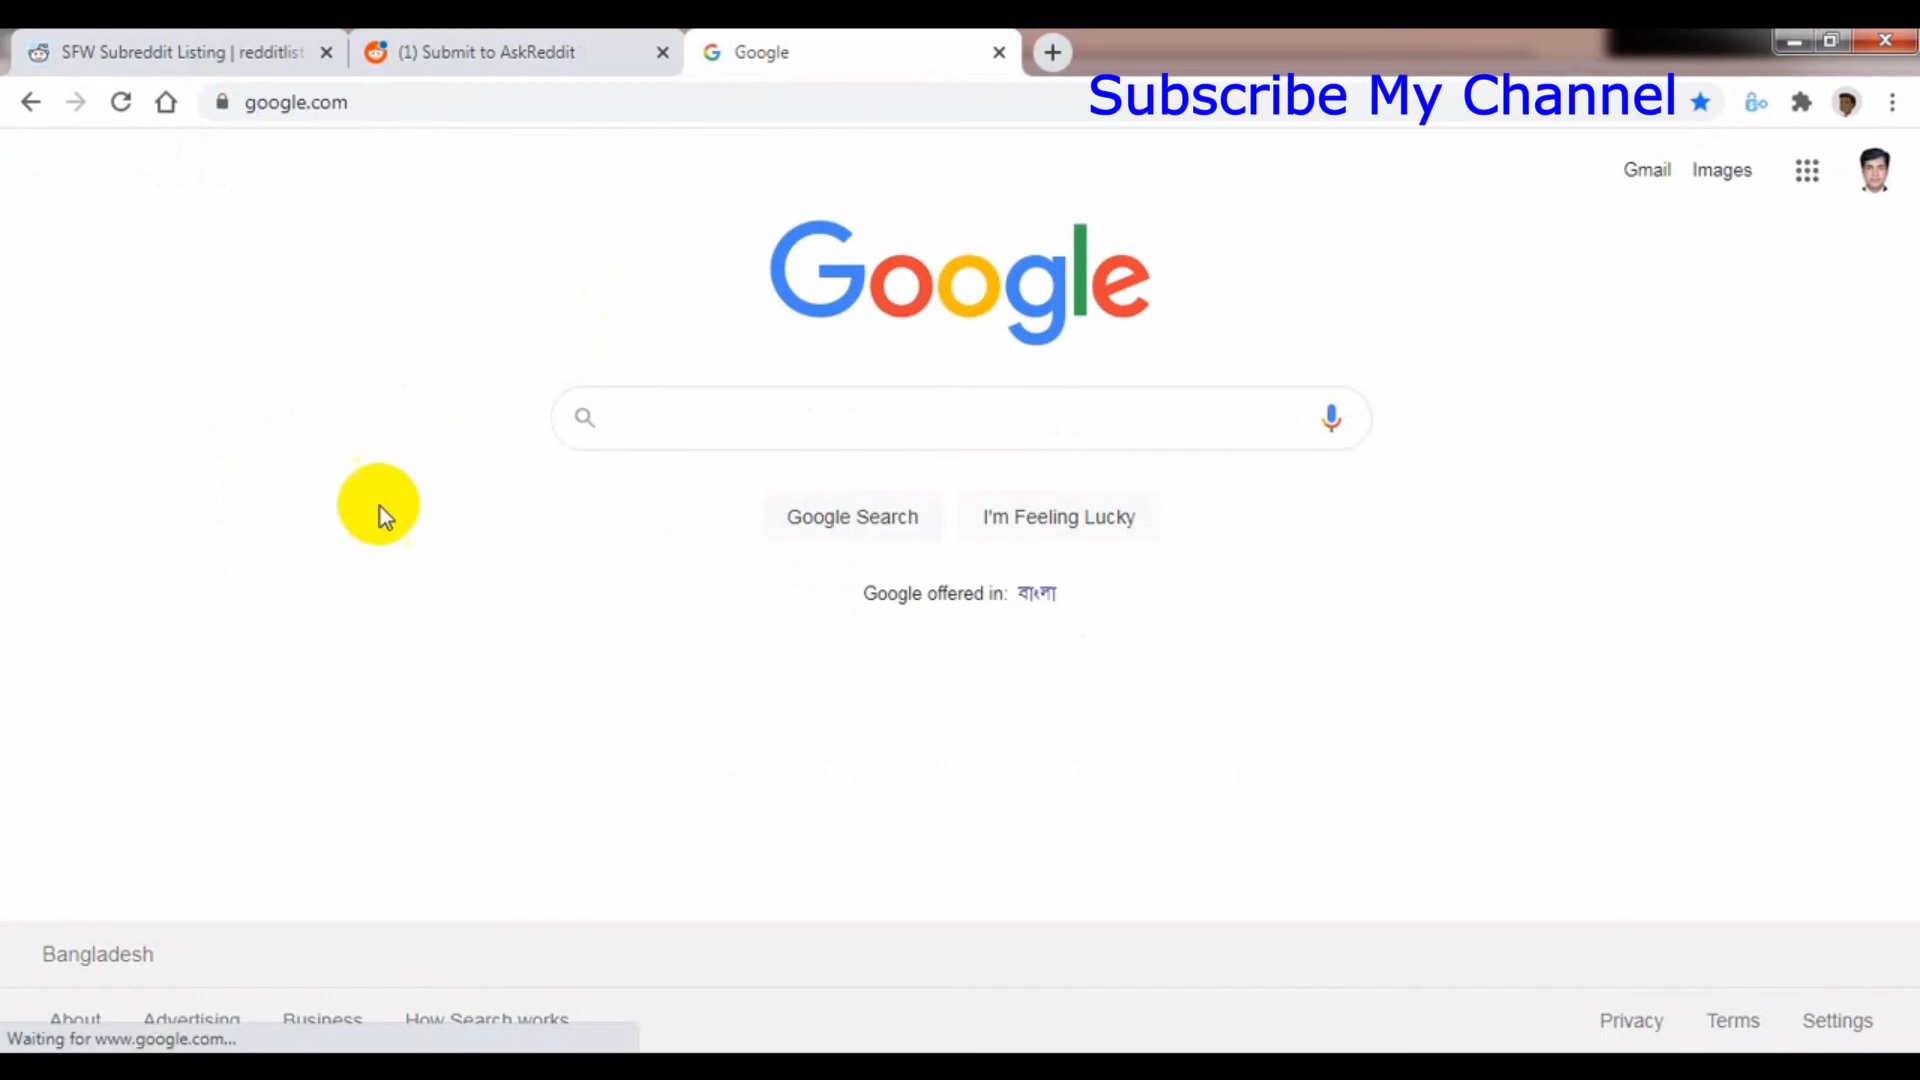 SFW Subreddit Listing | redditlist
(1) Submit to AskReddit
Google
google.com
Subscribe My Channel
Gmail Images
Google
Google Search
I'm Feeling Lucky
Google offered in: বাংলা
Bangladesh
About Advertising Business How Search works
Privacy Terms Settings
Waiting for www.google.com...